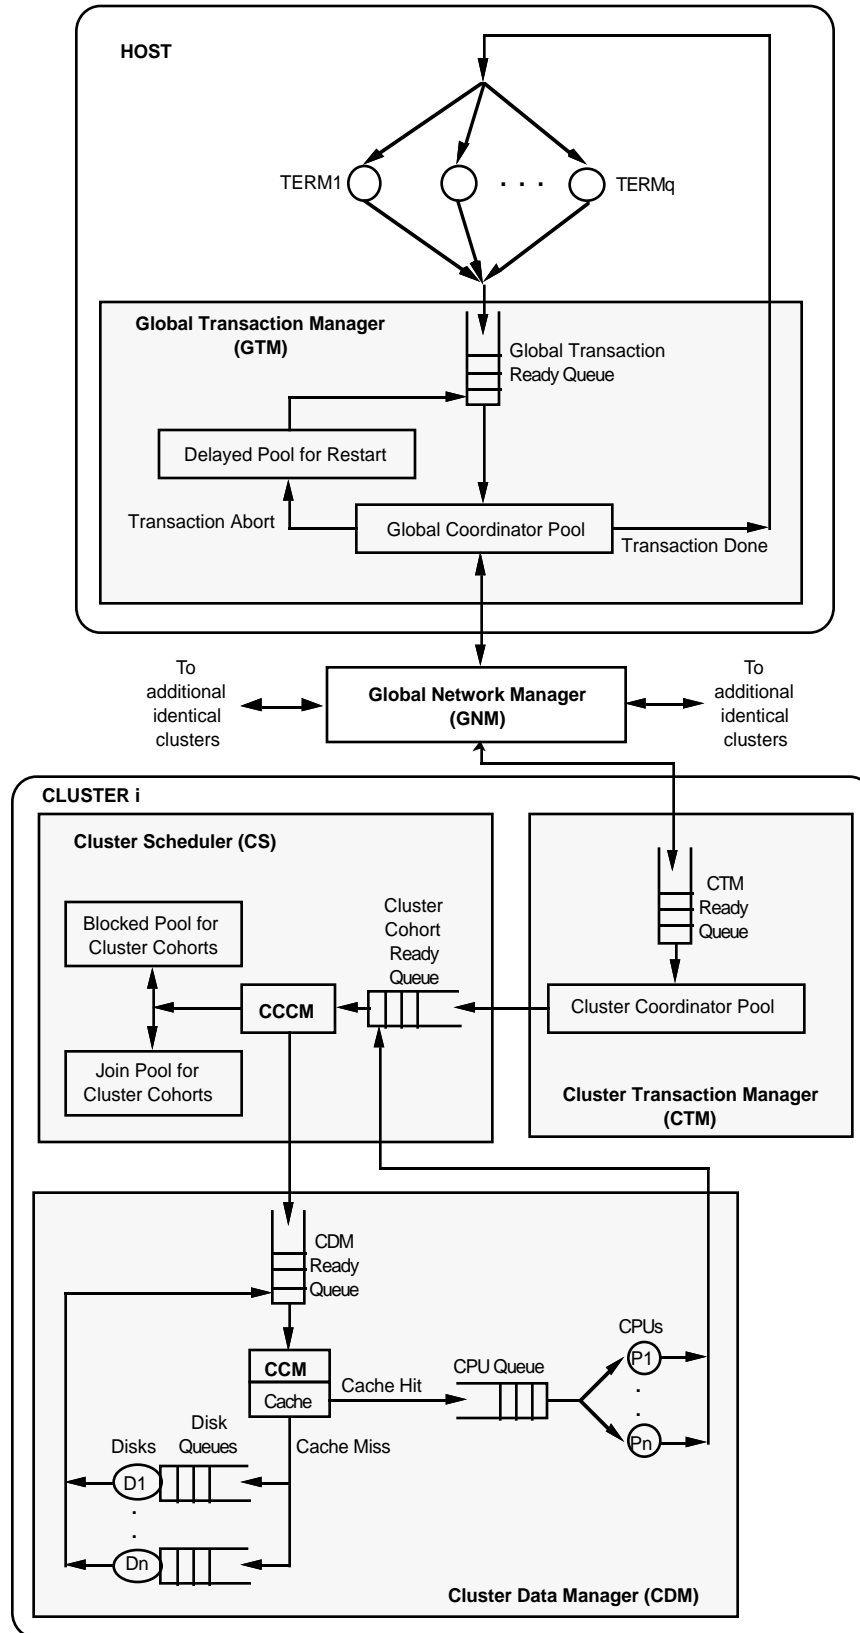 HOST
TERM1
. . .
TERMq
Global Transaction Manager
(GTM)
Global Transaction
Ready Queue
Delayed Pool for Restart
Transaction Abort
Global Coordinator Pool
Transaction Done
To
additional
identical
clusters
Global Network Manager
(GNM)
To
additional
identical
clusters
CLUSTER i
Cluster Scheduler (CS)
Blocked Pool for
Cluster Cohorts
Cluster
Cohort
Ready
Queue
CCCM
Join Pool for
Cluster Cohorts
CTM
Ready
Queue
Cluster Coordinator Pool
Cluster Transaction Manager
(CTM)
CDM
Ready
Queue
CCM
Cache
Cache Hit
CPU Queue
CPUs
P1
.
.
Pn
Cache Miss
Disk
Queues
Disks
D1
.
.
Dn
Cluster Data Manager (CDM)